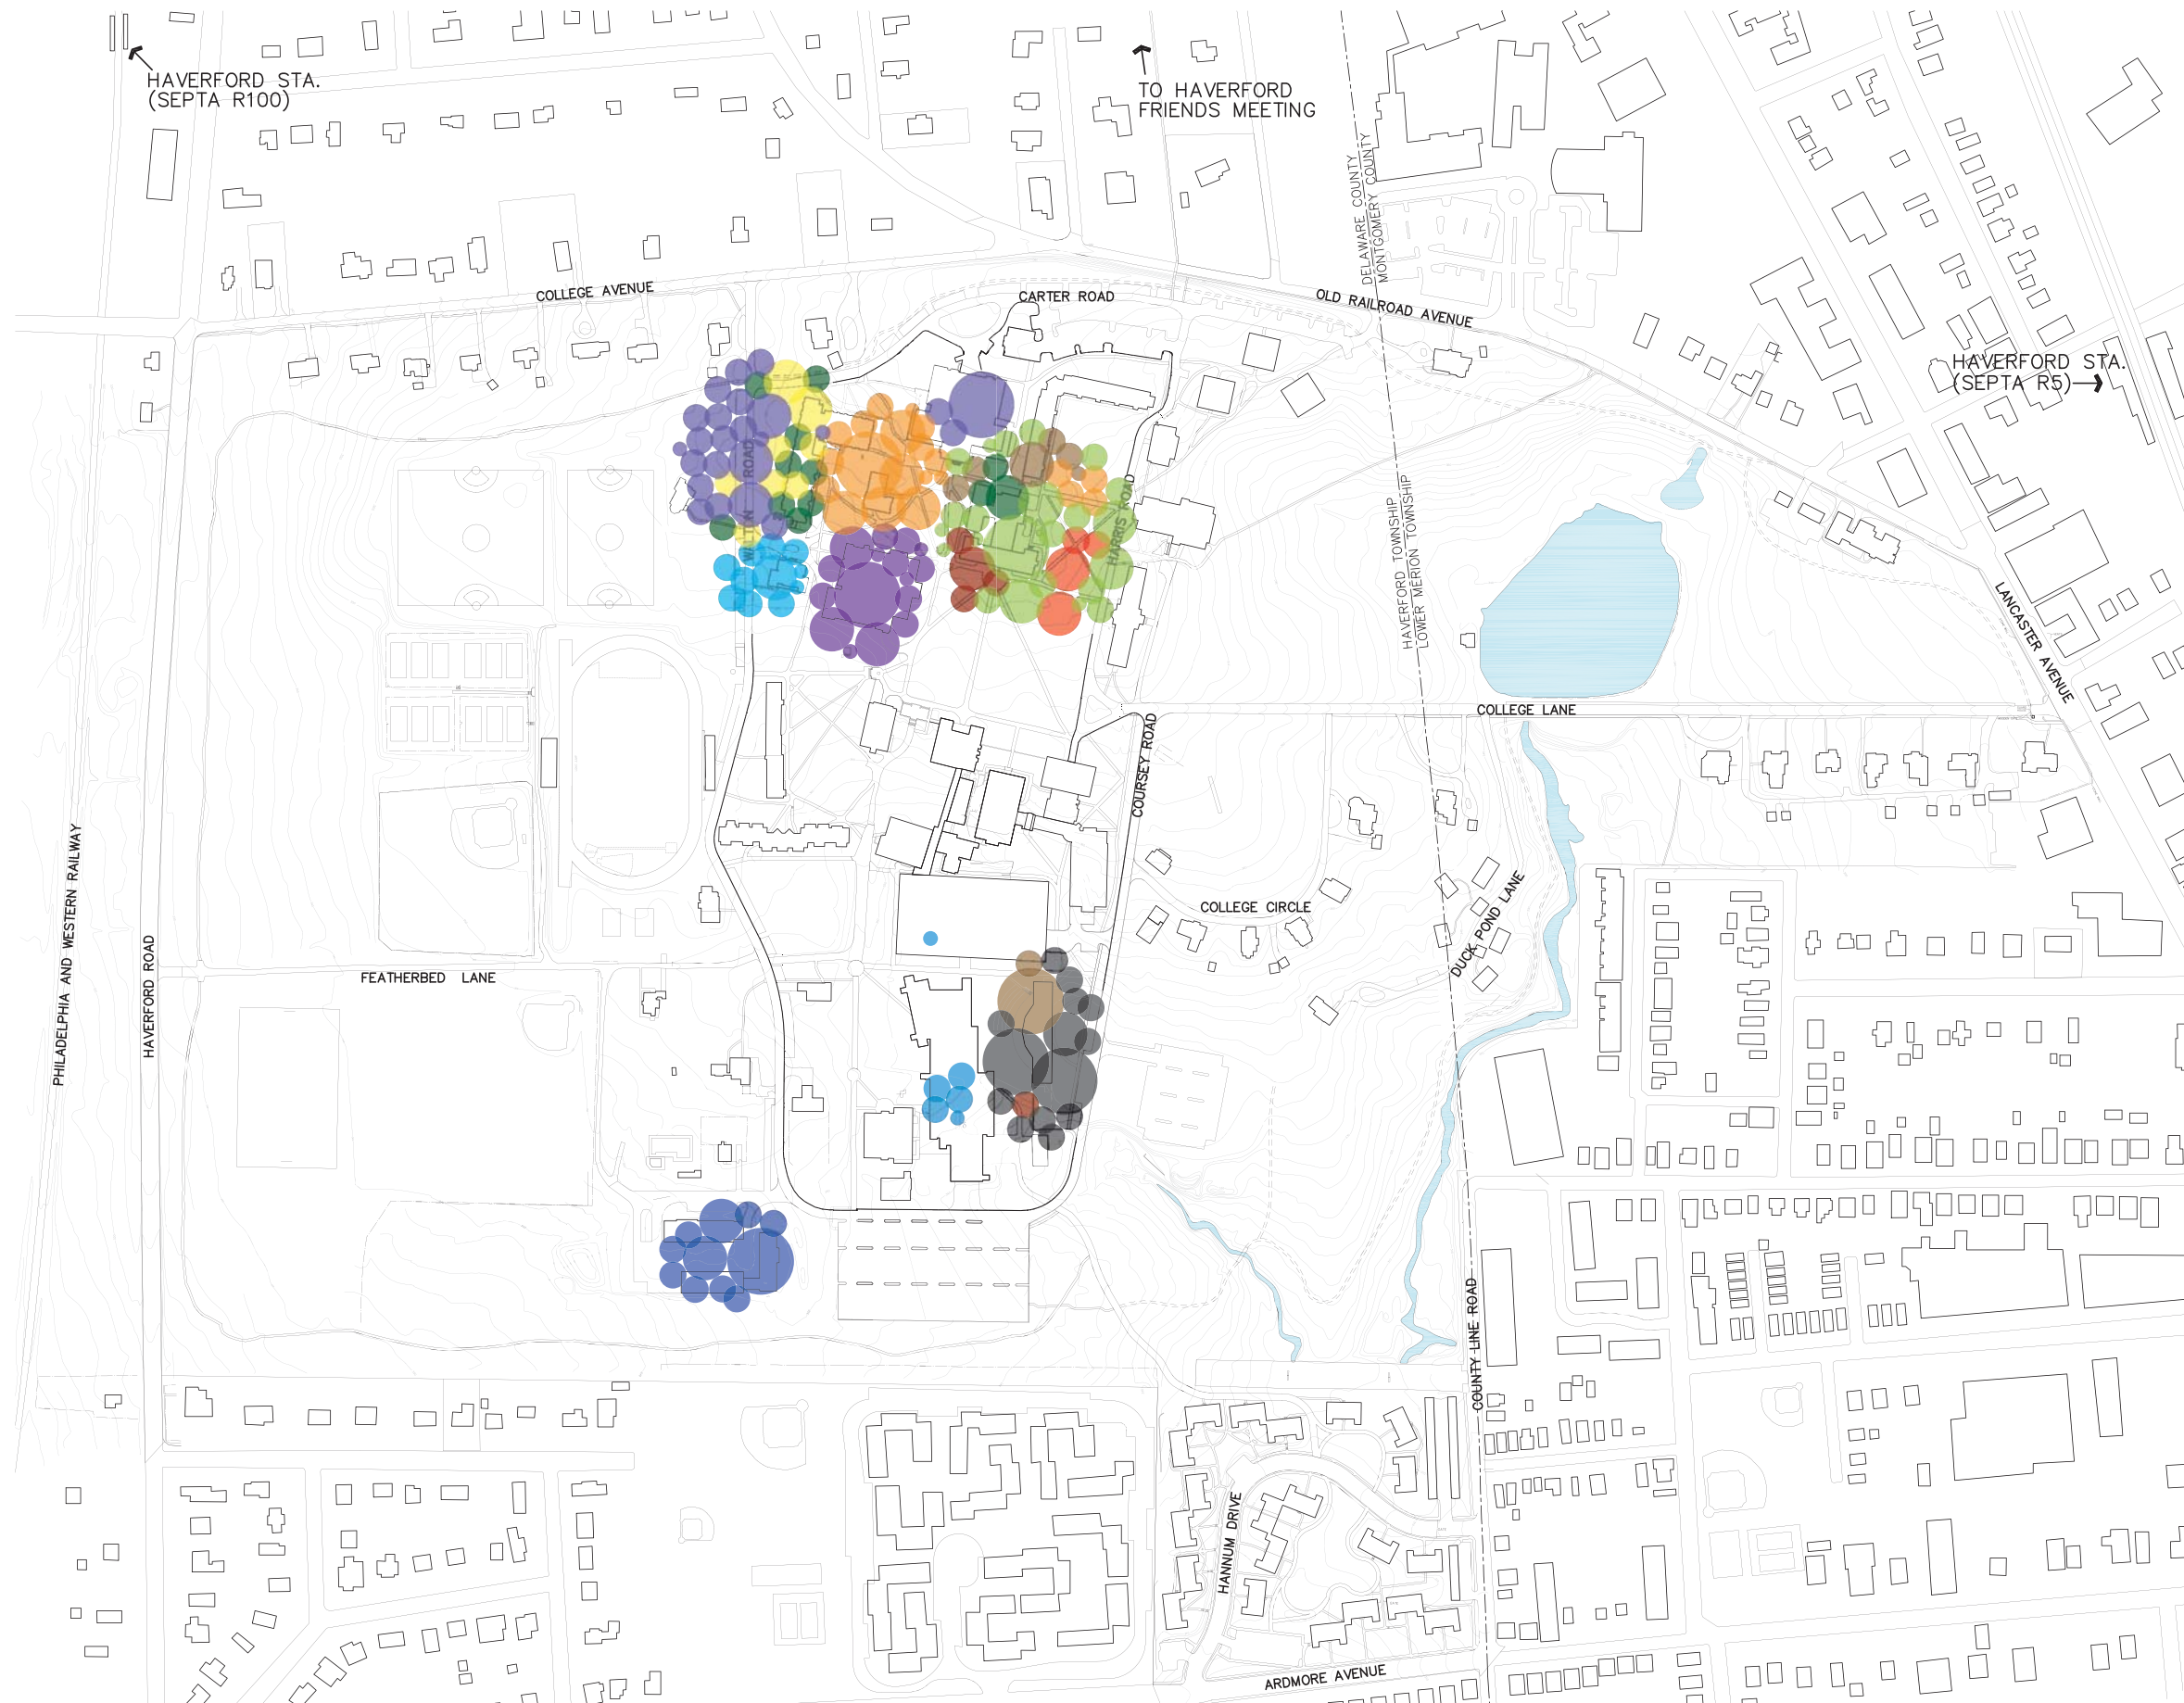 HAVERFORD STA.
(SEPTA R100)
TO HAVERFORD
FRIENDS MEETING
DELAWARE COUNTY
MONTGOMERY COUNTY
COLLEGE AVENUE
CARTER ROAD
OLD RAILROAD AVENUE
HAVERFORD STA.
(SEPTA R5)
WALTON ROAD
HARRIS ROAD
HAVERFORD TOWNSHIP
LOWER MERION TOWNSHIP
LANCASTER AVENUE
COLLEGE LANE
COURSEY ROAD
PHILADELPHIA AND WESTERN RAILWAY
HAVERFORD ROAD
COLLEGE CIRCLE
DUCK POND LANE
FEATHERBED LANE
COUNTY LINE ROAD
HANNUM DRIVE
ARDMORE AVENUE